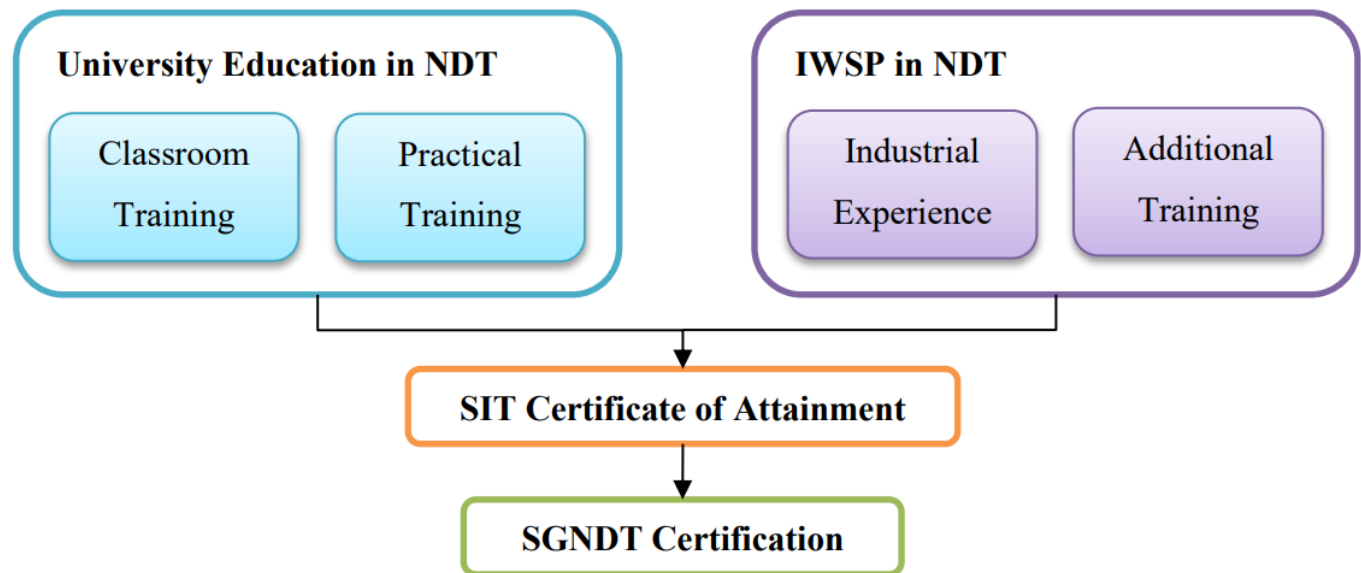 University Education in NDT
Classroom
Training
Practical
Training
IWSP in NDT
Industrial
Experience
Additional
Training
SIT Certificate of Attainment
SGNDT Certification